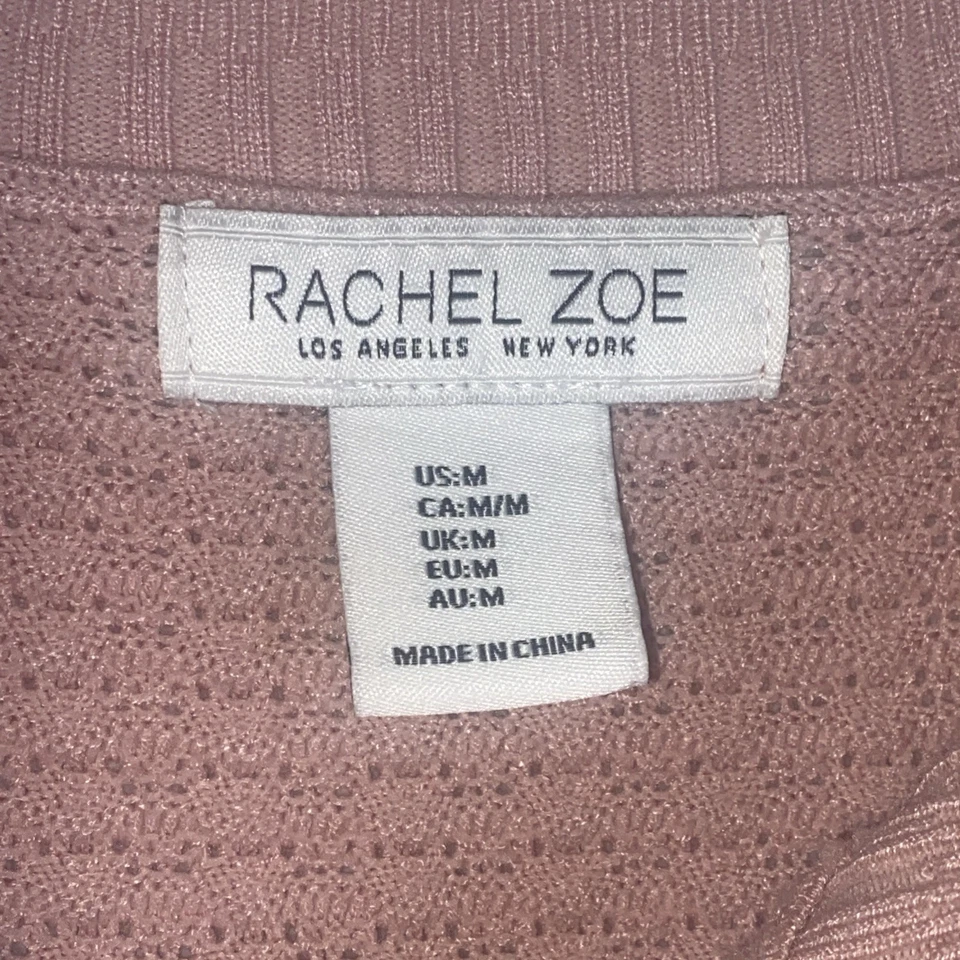 RACHEL ZOE
LOS ANGELES NEW YORK
US:M
CA:M/M
UK:M
EU:M
AU:M
MADE IN CHINA